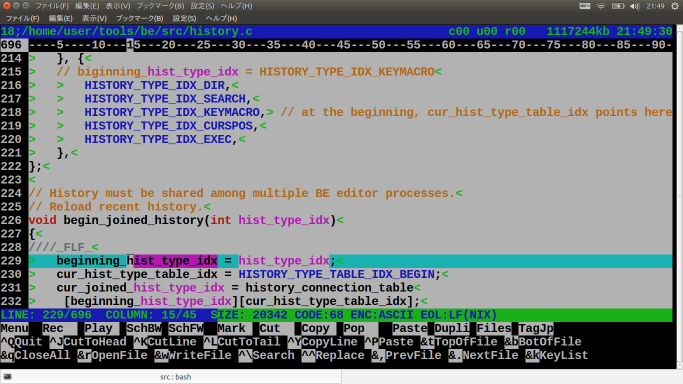 ファイル(F) 編集(E) 表示(V) ブックマーク(B) 設定(S) ヘルプ(H) 21:49
ファイル(F) 編集(E) 表示(V) ブックマーク(B) 設定(S) ヘルプ(H)
18;/home/user/tools/be/src/history.c c00 u00 r00 1117244kb 21:49:30
696 ----5----10---15---20---25---30---35---40---45---50---55---60---65---70---75---80---85---90-
214 > }, {<
215 > // biginning_hist_type_idx = HISTORY_TYPE_IDX_KEYMACRO<
216 > > HISTORY_TYPE_IDX_DIR,<
217 > > HISTORY_TYPE_IDX_SEARCH,<
218 > > HISTORY_TYPE_IDX_KEYMACRO,> // at the beginning, cur_hist_type_table_idx points here
219 > > HISTORY_TYPE_IDX_CURSPOS,<
220 > > HISTORY_TYPE_IDX_EXEC,<
221 > },<
222 };<
223 <
224 // History must be shared among multiple BE editor processes.<
225 // Reload recent history.<
226 void begin_joined_history(int hist_type_idx)<
227 {<
228 ////_FLF_<
229 > beginning_hist_type_idx = hist_type_idx;<
230 > cur_hist_type_table_idx = HISTORY_TYPE_TABLE_IDX_BEGIN;<
231 > cur_joined_hist_type_idx = history_connection_table<
232 > [beginning_hist_type_idx][cur_hist_type_table_idx];<
LINE: 229/696 COLUMN: 15/45 SIZE: 20342 CODE:68 ENC:ASCII EOL:LF(NIX)
Menu Rec Play SchBW SchFW Mark Cut Copy Pop Paste Dupli Files TagJp
^QQuit ^JCutToHead ^KCutLine ^LCutToTail ^YCopyLine ^PPaste &tTopOfFile &bBotOfFile
&qCloseAll &rOpenFile &wWriteFile ^\Search ^^Replace &,PrevFile &.NextFile &kKeyList
src : bash